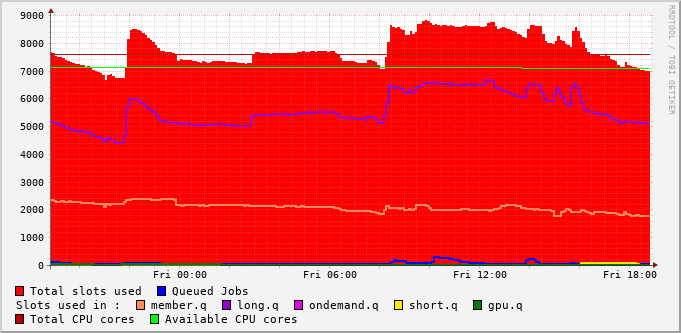 9000
8000
7000
6000
5000
4000
3000
2000
1000
0
Fri 00:00 Fri 06:00 Fri 12:00 Fri 18:00
RRDTOOL / TOBI OETIKER
Total slots used Queued Jobs
Slots used in : member.q long.q ondemand.q short.q gpu.q
Total CPU cores Available CPU cores